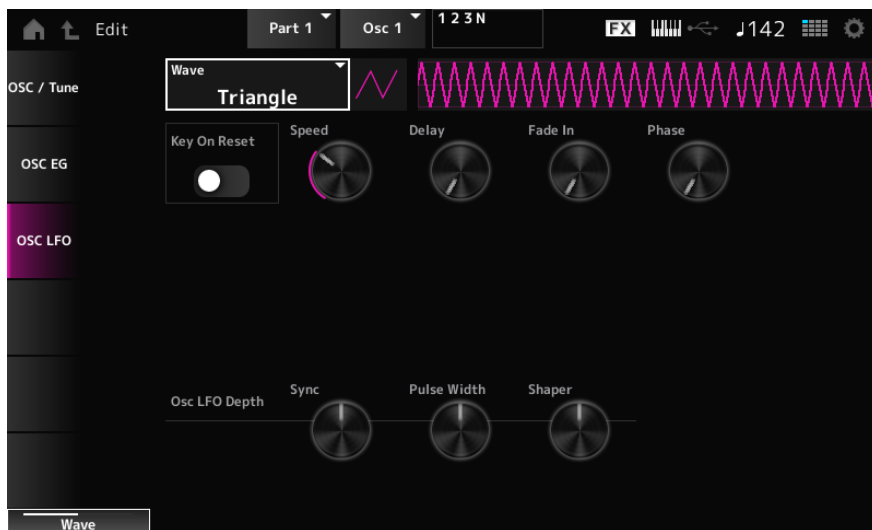 Edit
Part 1
Osc 1
1 2 3 N
FX
♩142
OSC / Tune
OSC EG
OSC LFO
Wave
Triangle
Key On Reset
Speed
Delay
Fade In
Phase
Osc LFO Depth
Sync
Pulse Width
Shaper
Wave